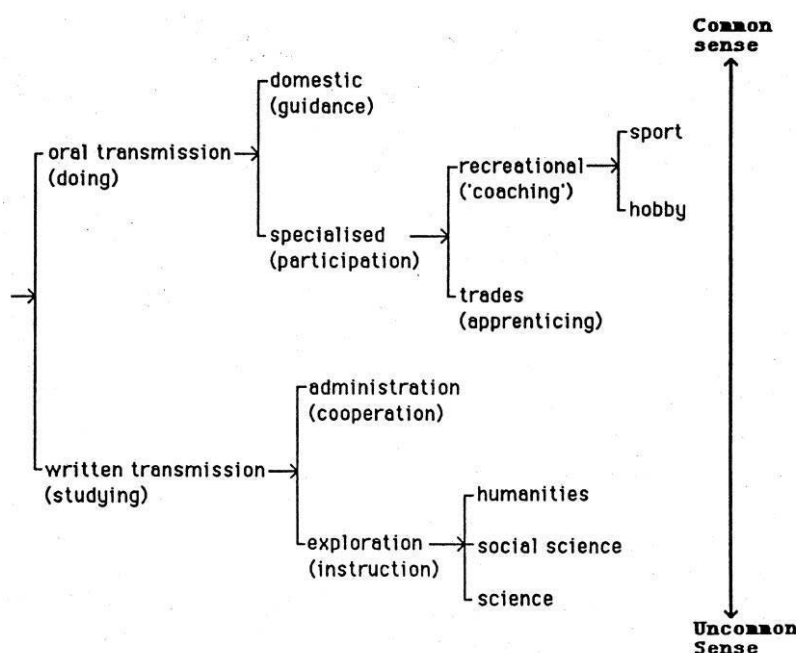 Common
sense
domestic
(guidance)
sport
oral transmission
(doing)
recreational
('coaching')
hobby
specialised
(participation)
trades
(apprenticing)
administration
(cooperation)
written transmission
(studying)
humanities
exploration
(instruction)
social science
science
Uncommon
Sense